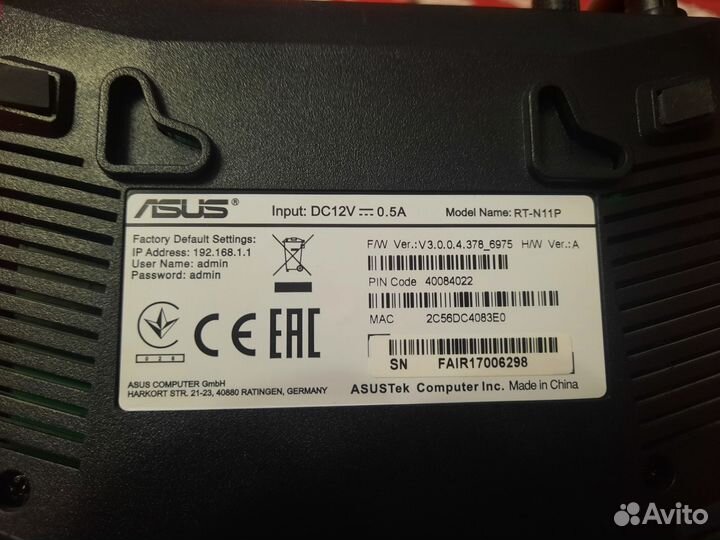 ASUS® Input: DC12V ⎓ 0.5A Model Name: RT-N11P
Factory Default Settings:
IP Address: 192.168.1.1
User Name: admin
Password: admin
F/W Ver.:V3.0.0.4.378_6975 H/W Ver.:A
PIN Code 40084022
MAC 2C56DC4083E0
028
CE EAC
SN FAIR17006298
ASUS COMPUTER GmbH
HARKORT STR. 21-23, 40880 RATINGEN, GERMANY
ASUSTek Computer Inc. Made in China
Avito